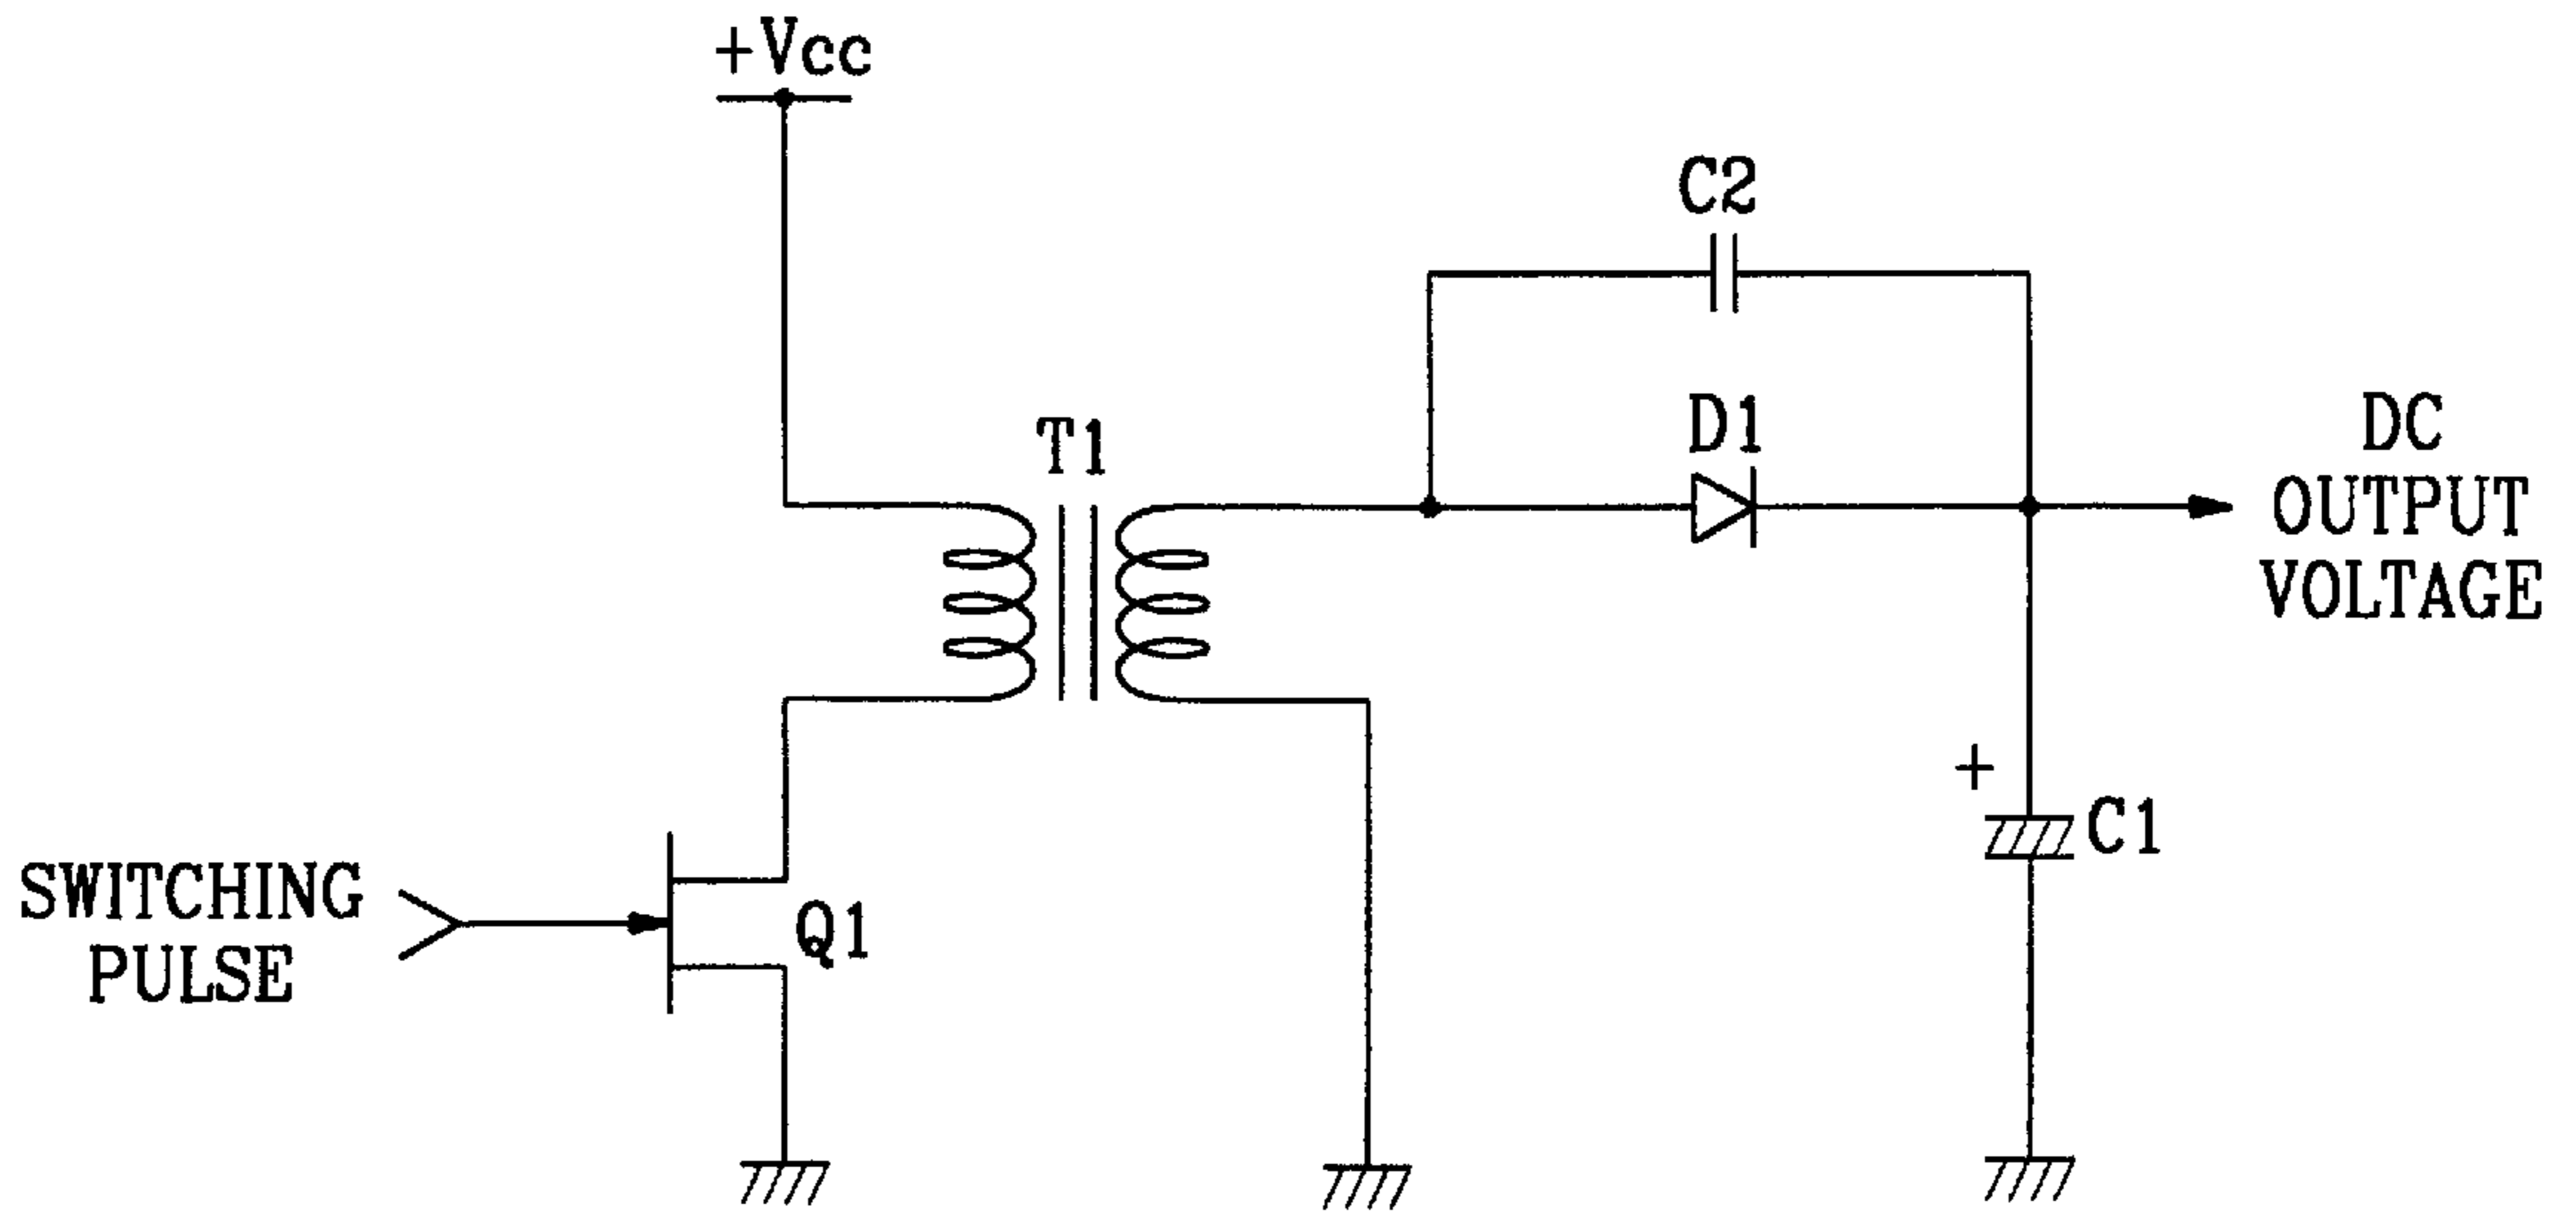 +Vcc
C2
D1
T1
DC
OUTPUT
VOLTAGE
+
C1
SWITCHING
PULSE
Q1